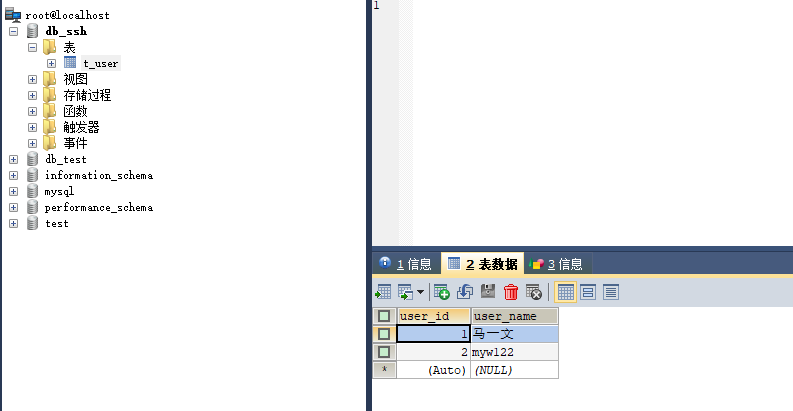 root@localhost
db_ssh
表
t_user
视图
存储过程
函数
触发器
事件
db_test
information_schema
mysql
performance_schema
test
1
1 信息 2 表数据 3 信息
user_id user_name
1 马一文
2 myw122
* (Auto) (NULL)